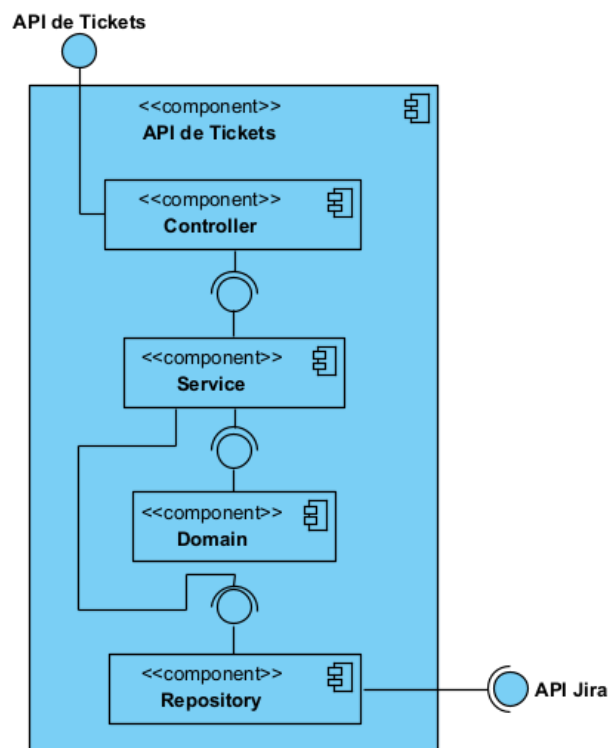 API de Tickets
<<component>>
API de Tickets
<<component>>
Controller
<<component>>
Service
<<component>>
Domain
<<component>>
Repository
API Jira